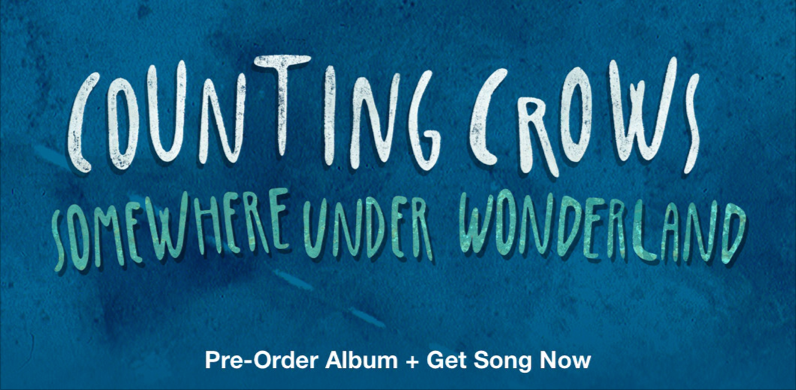 COUNTING CROWS
SOMEWHERE UNDER WONDERLAND
Pre-Order Album + Get Song Now